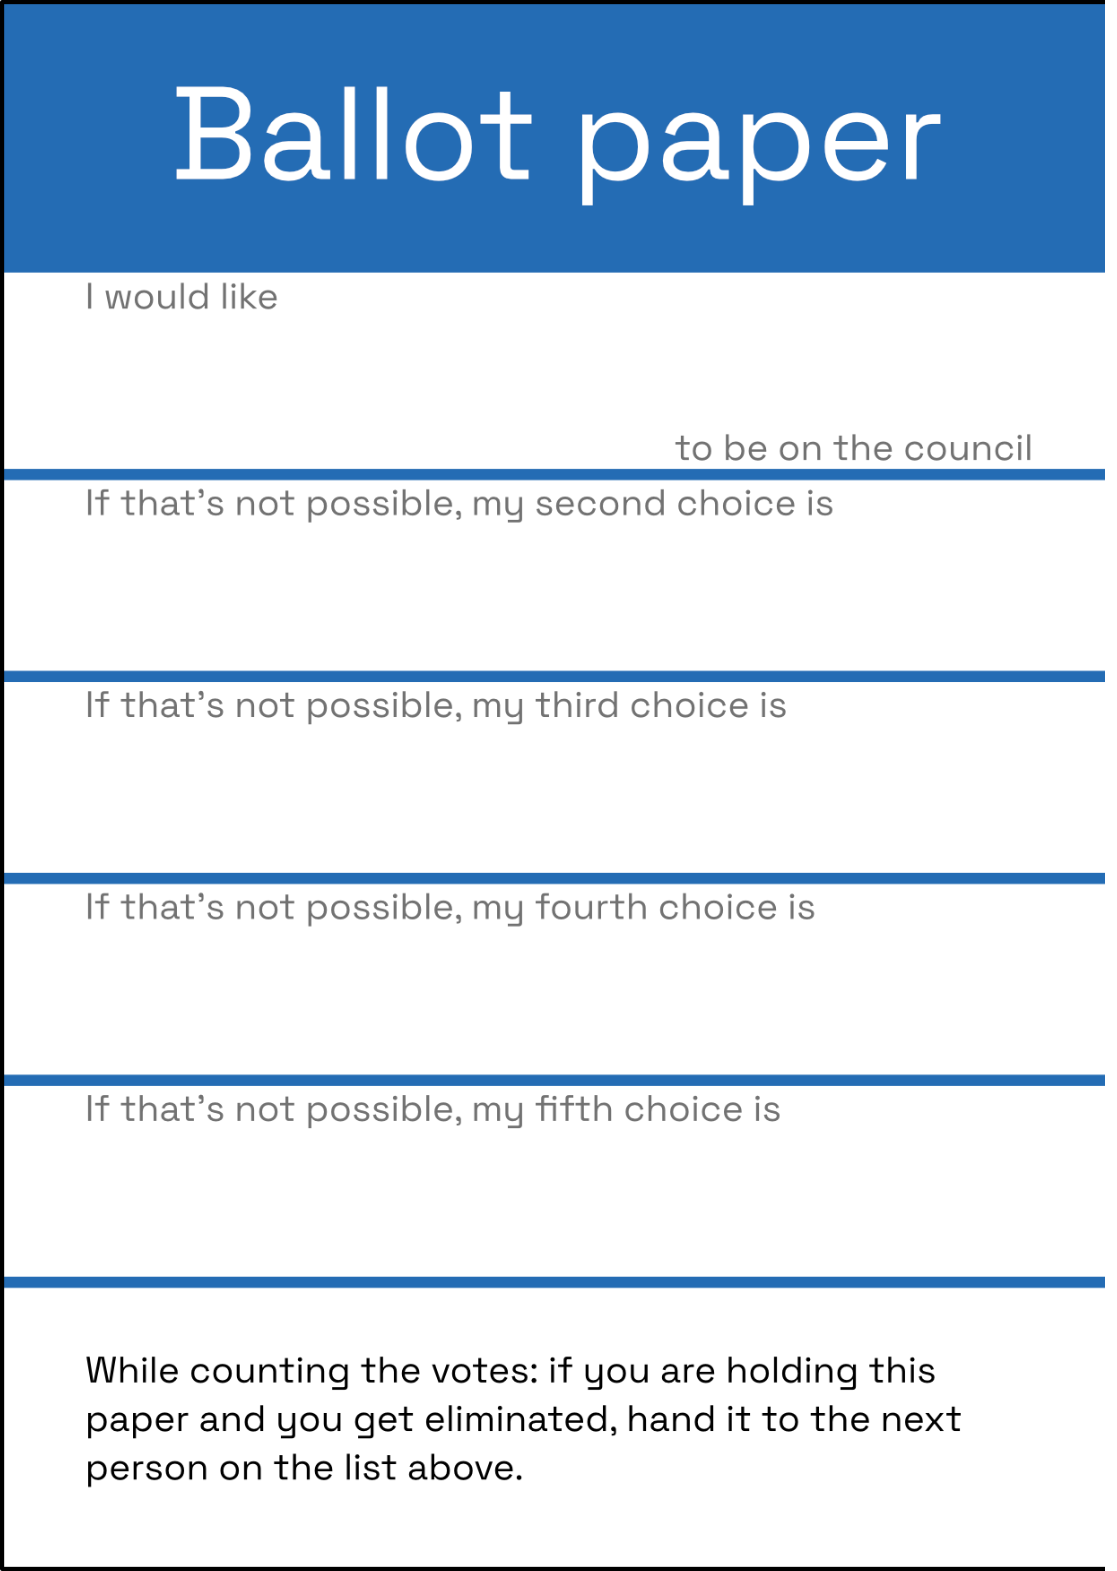 Ballot paper
I would like
to be on the council
If that’s not possible, my second choice is
If that’s not possible, my third choice is
If that’s not possible, my fourth choice is
If that’s not possible, my fifth choice is
While counting the votes: if you are holding this
paper and you get eliminated, hand it to the next
person on the list above.